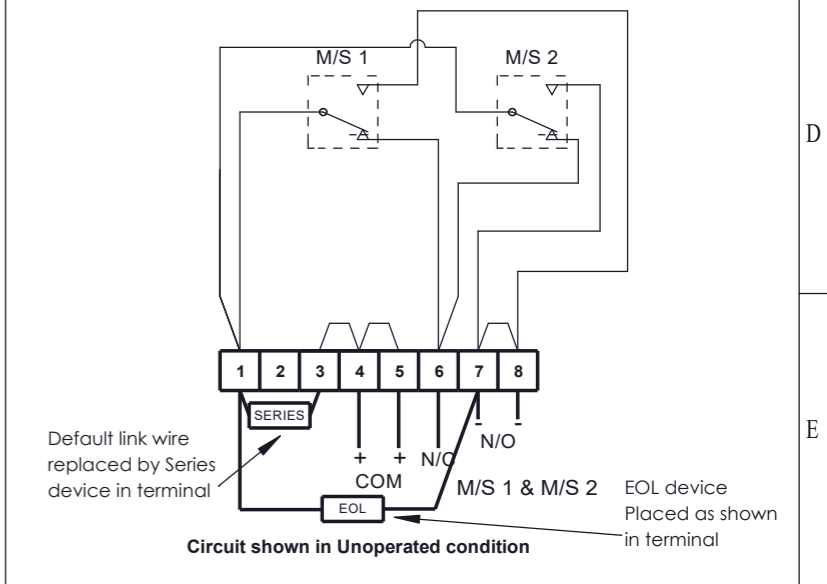 M/S 1
M/S 2
D
1 2 3 4 5 6 7 8
SERIES
E
Default link wire
replaced by Series
device in terminal
+ + N/C
COM
- -
N/O
M/S 1 & M/S 2
EOL
EOL device
Placed as shown
in terminal
Circuit shown in Unoperated condition